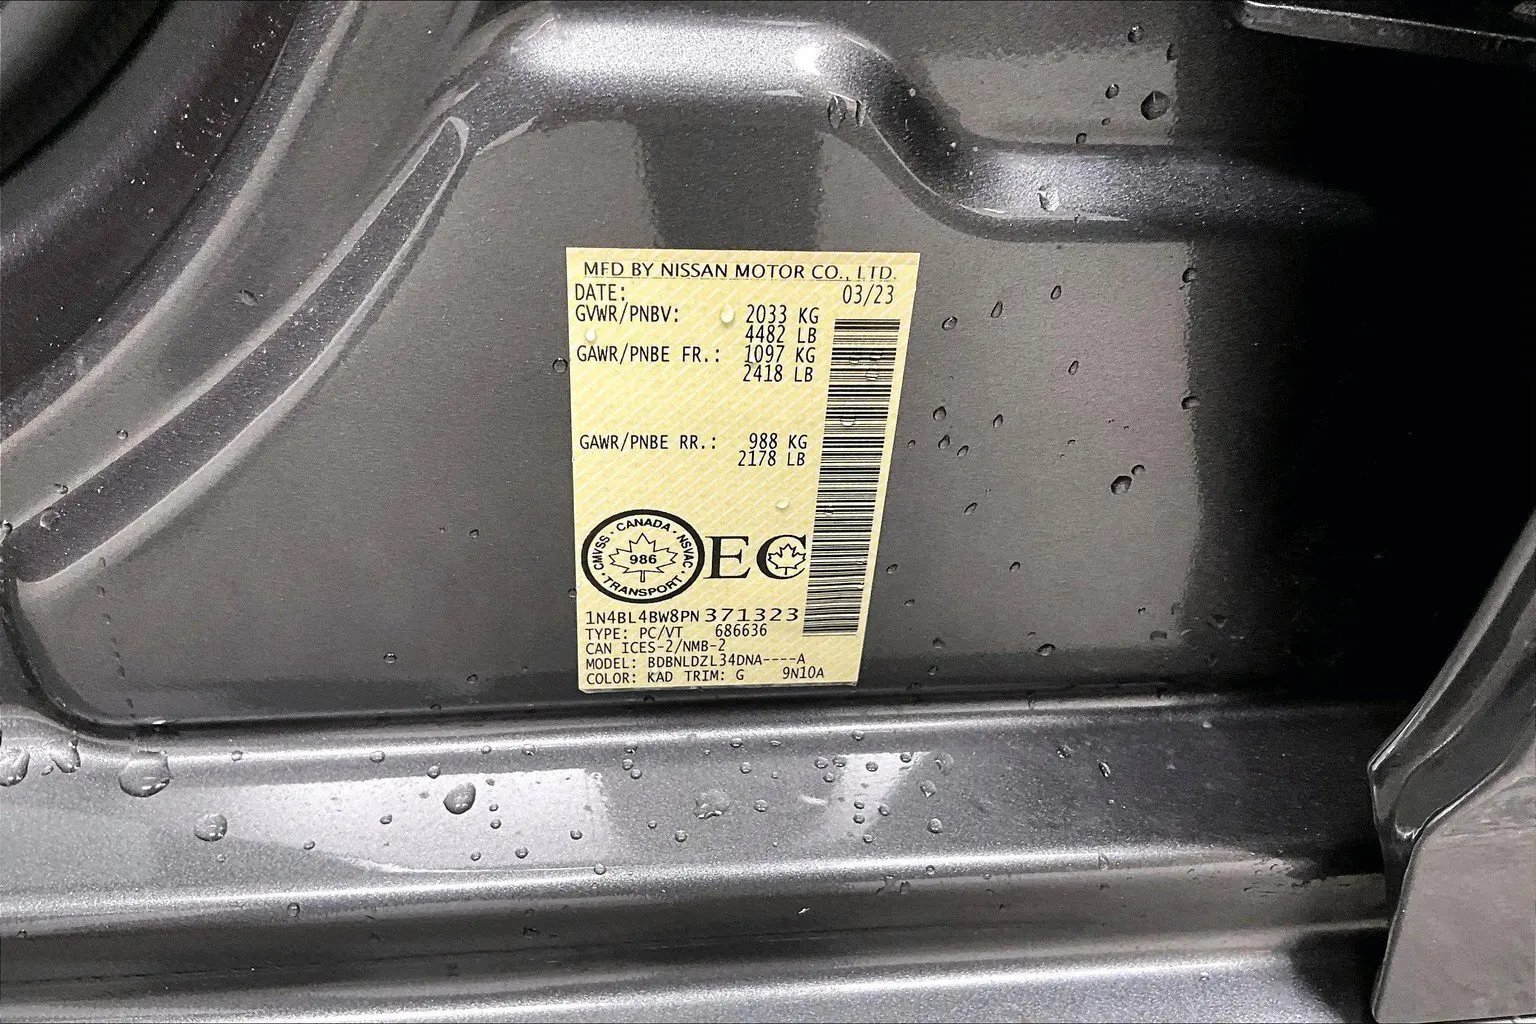 MFD BY NISSAN MOTOR CO., LTD.
DATE: 03/23
GVWR/PNBV: 2033 KG
4482 LB
GAWR/PNBE FR.: 1097 KG
2418 LB
GAWR/PNBE RR.: 988 KG
2178 LB
CMVSS · CANADA · NSVAC · TRANSPORT ·
986
EC
1N4BL4BW8PN371323
TYPE: PC/VT 686636
CAN ICES-2/NMB-2
MODEL: BDBNLDZL34DNA----A
COLOR: KAD TRIM: G 9N10A